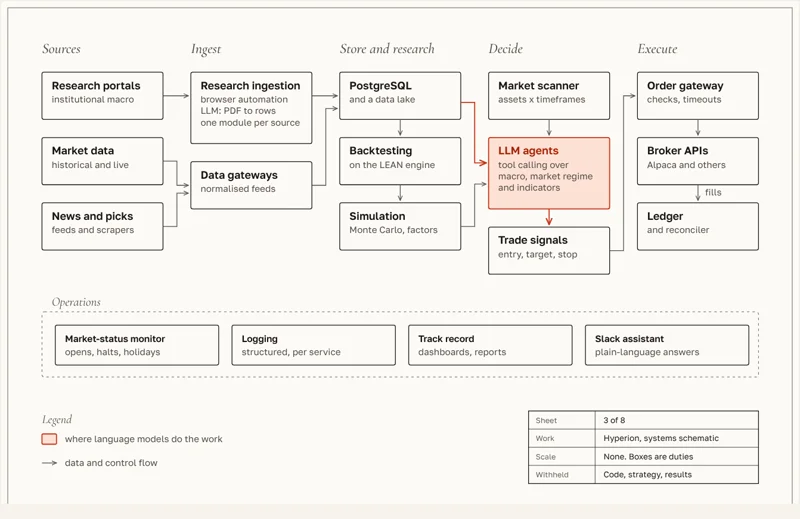 Sources
Ingest
Store and research
Decide
Execute
Research portals
institutional macro
Market data
historical and live
News and picks
feeds and scrapers
Research ingestion
browser automation
LLM: PDF to rows
one module per source
Data gateways
normalised feeds
PostgreSQL
and a data lake
Backtesting
on the LEAN engine
Simulation
Monte Carlo, factors
Market scanner
assets x timeframes
LLM agents
tool calling over
macro, market regime
and indicators
Trade signals
entry, target, stop
Order gateway
checks, timeouts
Broker APIs
Alpaca and others
fills
Ledger
and reconciler
Operations
Market-status monitor
opens, halts, holidays
Logging
structured, per service
Track record
dashboards, reports
Slack assistant
plain-language answers
Legend
where language models do the work
data and control flow
Sheet 3 of 8
Work Hyperion, systems schematic
Scale None. Boxes are duties
Withheld Code, strategy, results